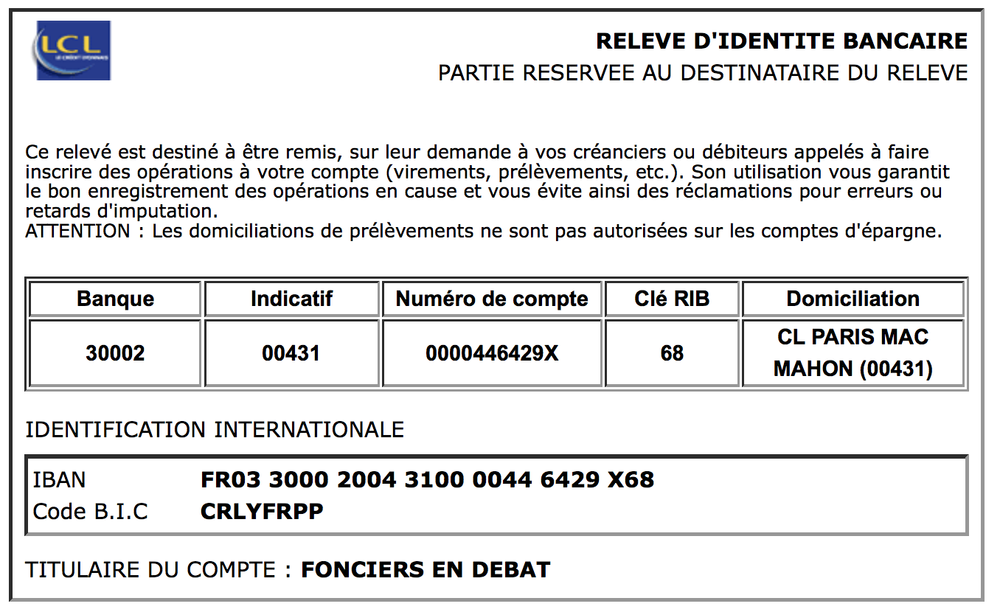 LCL
LE CRÉDIT LYONNAIS
RELEVE D'IDENTITE BANCAIRE
PARTIE RESERVEE AU DESTINATAIRE DU RELEVE
Ce relevé est destiné à être remis, sur leur demande à vos créanciers ou débiteurs appelés à faire
inscrire des opérations à votre compte (virements, prélèvements, etc.). Son utilisation vous garantit
le bon enregistrement des opérations en cause et vous évite ainsi des réclamations pour erreurs ou
retards d'imputation.
ATTENTION : Les domiciliations de prélèvements ne sont pas autorisées sur les comptes d'épargne.
Banque Indicatif Numéro de compte Clé RIB Domiciliation
30002 00431 0000446429X 68 CL PARIS MAC
MAHON (00431)
IDENTIFICATION INTERNATIONALE
IBAN FR03 3000 2004 3100 0044 6429 X68
Code B.I.C CRLYFRPP
TITULAIRE DU COMPTE : FONCIERS EN DEBAT